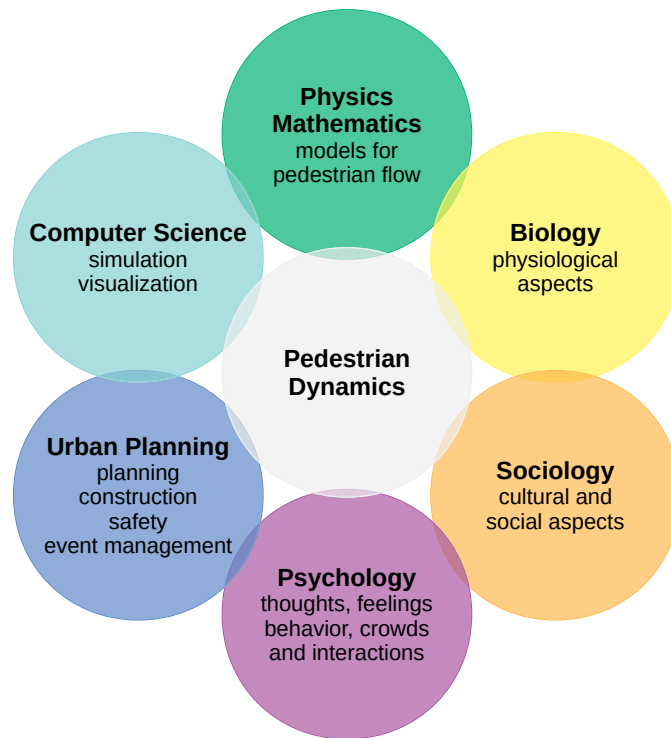 Physics
Mathematics
models for
pedestrian flow
Computer Science
simulation
visualization
Biology
physiological
aspects
Pedestrian
Dynamics
Urban Planning
planning
construction
safety
event management
Sociology
cultural and
social aspects
Psychology
thoughts, feelings
behavior, crowds
and interactions